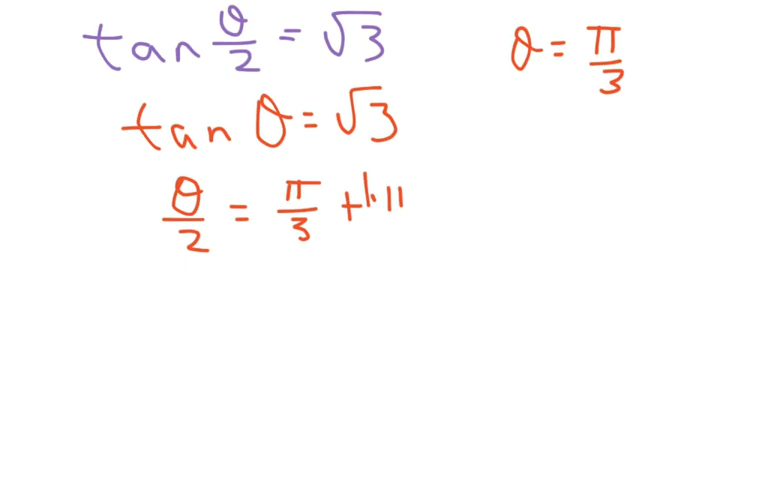 tan θ/2 = √3
θ = π/3
tan θ = √3
θ/2 = π/3 +